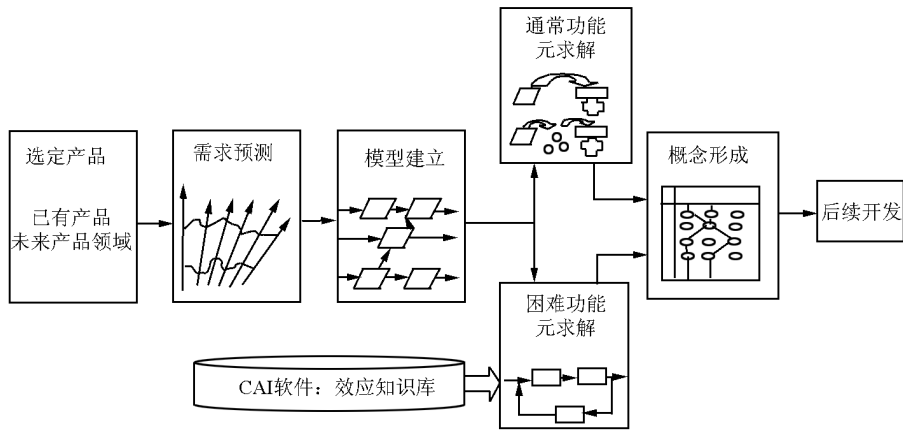 选定产品
已有产品
未来产品领域
需求预测
模型建立
通常功能
元求解
困难功能
元求解
CAI软件：效应知识库
概念形成
后续开发